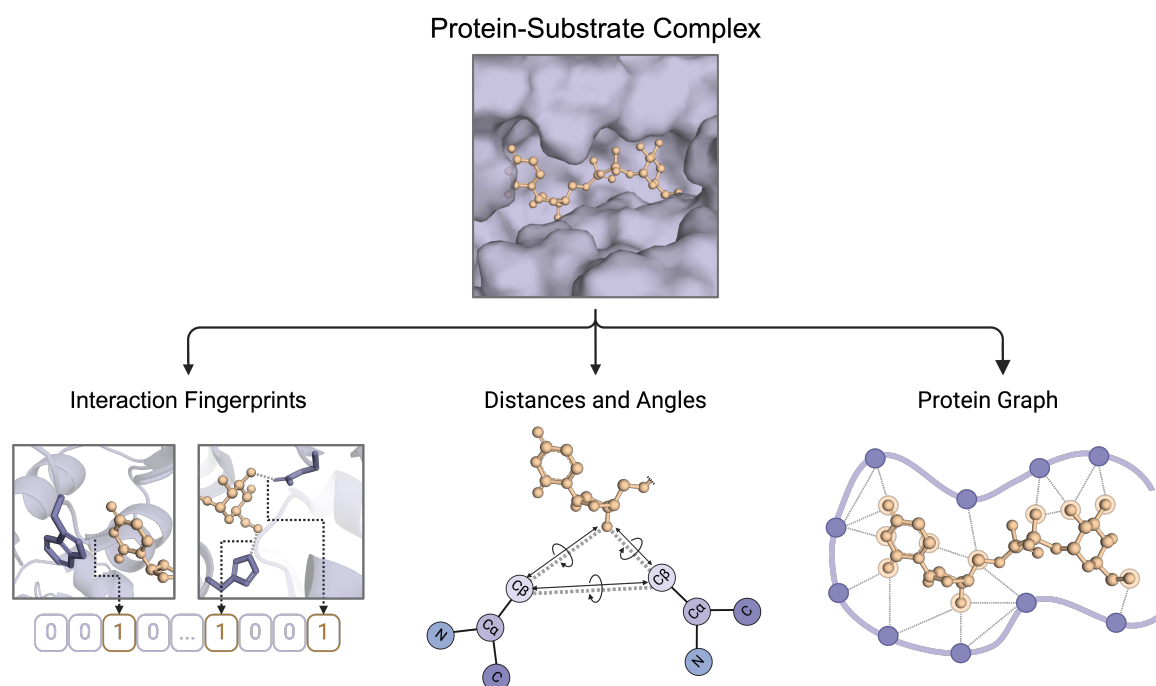 Protein-Substrate Complex
Interaction Fingerprints
Distances and Angles
Protein Graph
0 0 1 0 ... 1 0 0 1
Cβ
Cβ
Cα
Cα
N
C
C
N